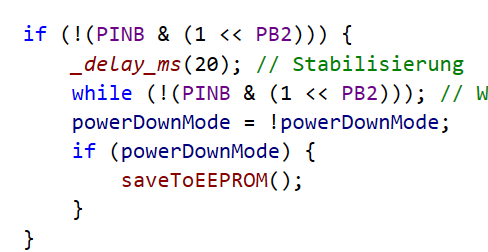 if (!(PINB & (1 << PB2))) {
_delay_ms(20); // Stabilisierung
while (!(PINB & (1 << PB2))); // W
powerDownMode = !powerDownMode;
if (powerDownMode) {
saveToEEPROM();
}
}